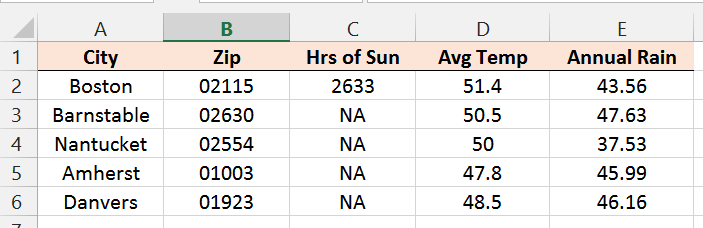 A B C D E
1 City Zip Hrs of Sun Avg Temp Annual Rain
2 Boston 02115 2633 51.4 43.56
3 Barnstable 02630 NA 50.5 47.63
4 Nantucket 02554 NA 50 37.53
5 Amherst 01003 NA 47.8 45.99
6 Danvers 01923 NA 48.5 46.16